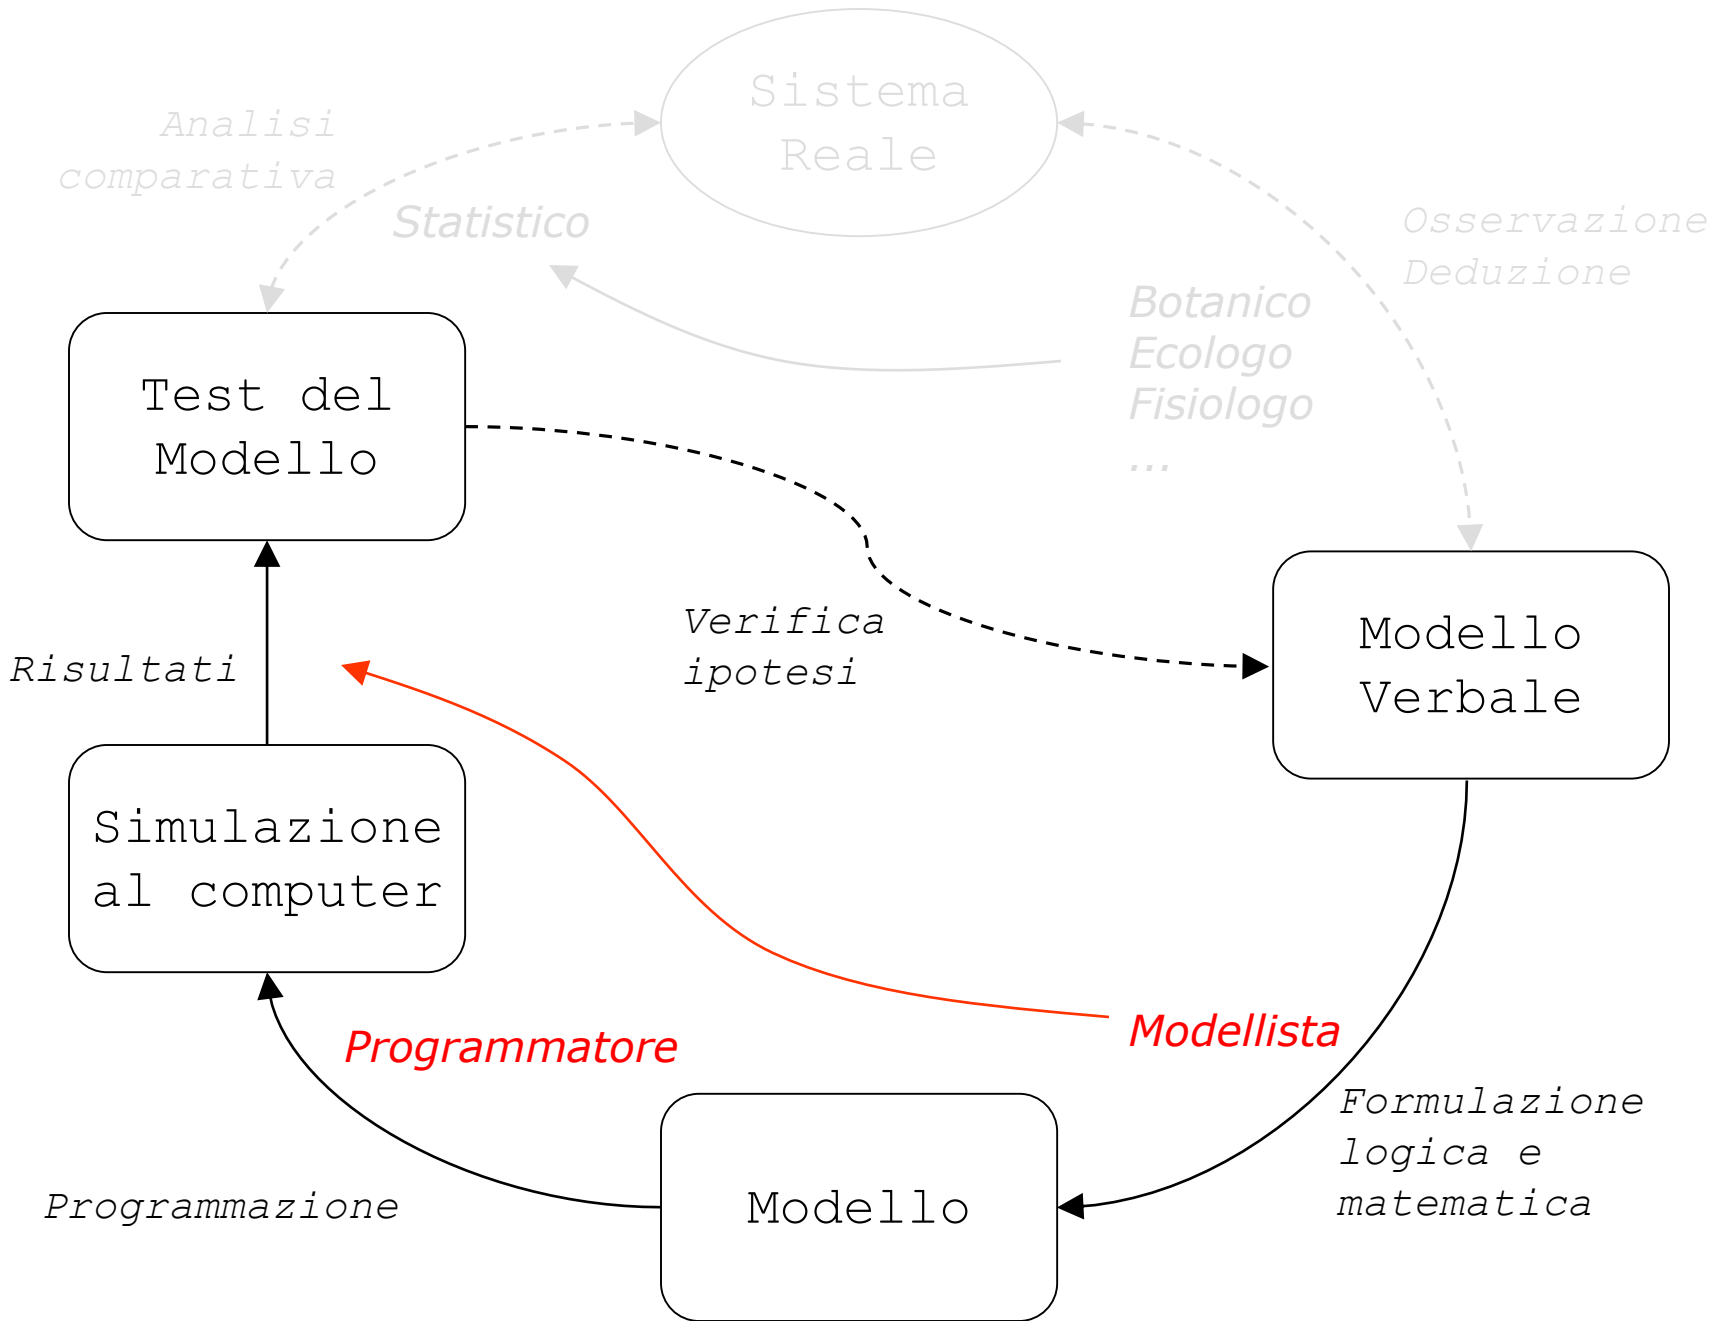 Sistema
Reale
Analisi
comparativa
Statistico
Osservazione
Deduzione
Botanico
Ecologo
Fisiologo
...
Test del
Modello
Verifica
ipotesi
Modello
Verbale
Risultati
Simulazione
al computer
Programmatore
Modellista
Formulazione
logica e
matematica
Programmazione
Modello